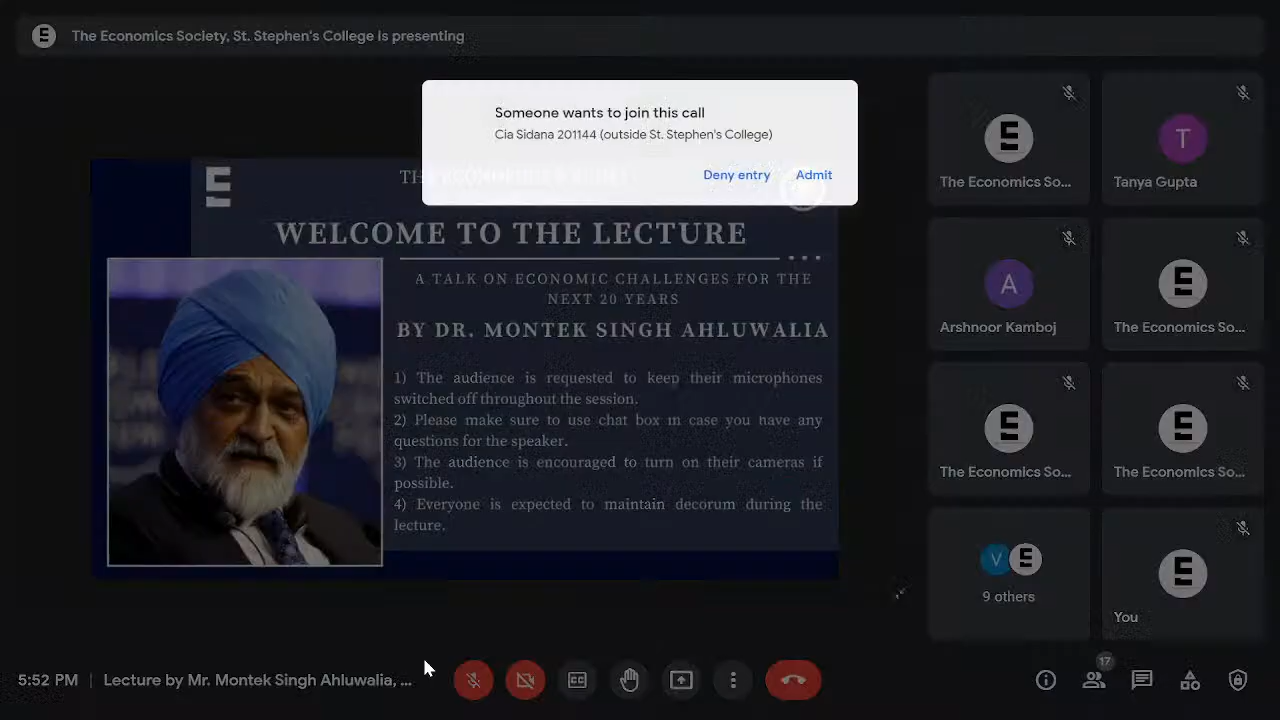 The Economics Society, St. Stephen's College is presenting
Someone wants to join this call
Cia Sidana 201144 (outside St. Stephen's College)
Deny entry
Admit
WELCOME TO THE LECTURE
A TALK ON ECONOMIC CHALLENGES FOR THE
NEXT 20 YEARS
BY DR. MONTEK SINGH AHLUWALIA
1) The audience is requested to keep their microphones
switched off throughout the session.
2) Please make sure to use chat box in case you have any
questions for the speaker.
3) The audience is encouraged to turn on their cameras if
possible.
4) Everyone is expected to maintain decorum during the
lecture.
The Economics So...
T
Tanya Gupta
A
Arshnoor Kamboj
The Economics So...
The Economics So...
The Economics So...
V
9 others
You
5:52 PM | Lecture by Mr. Montek Singh Ahluwalia, ...
CC
17